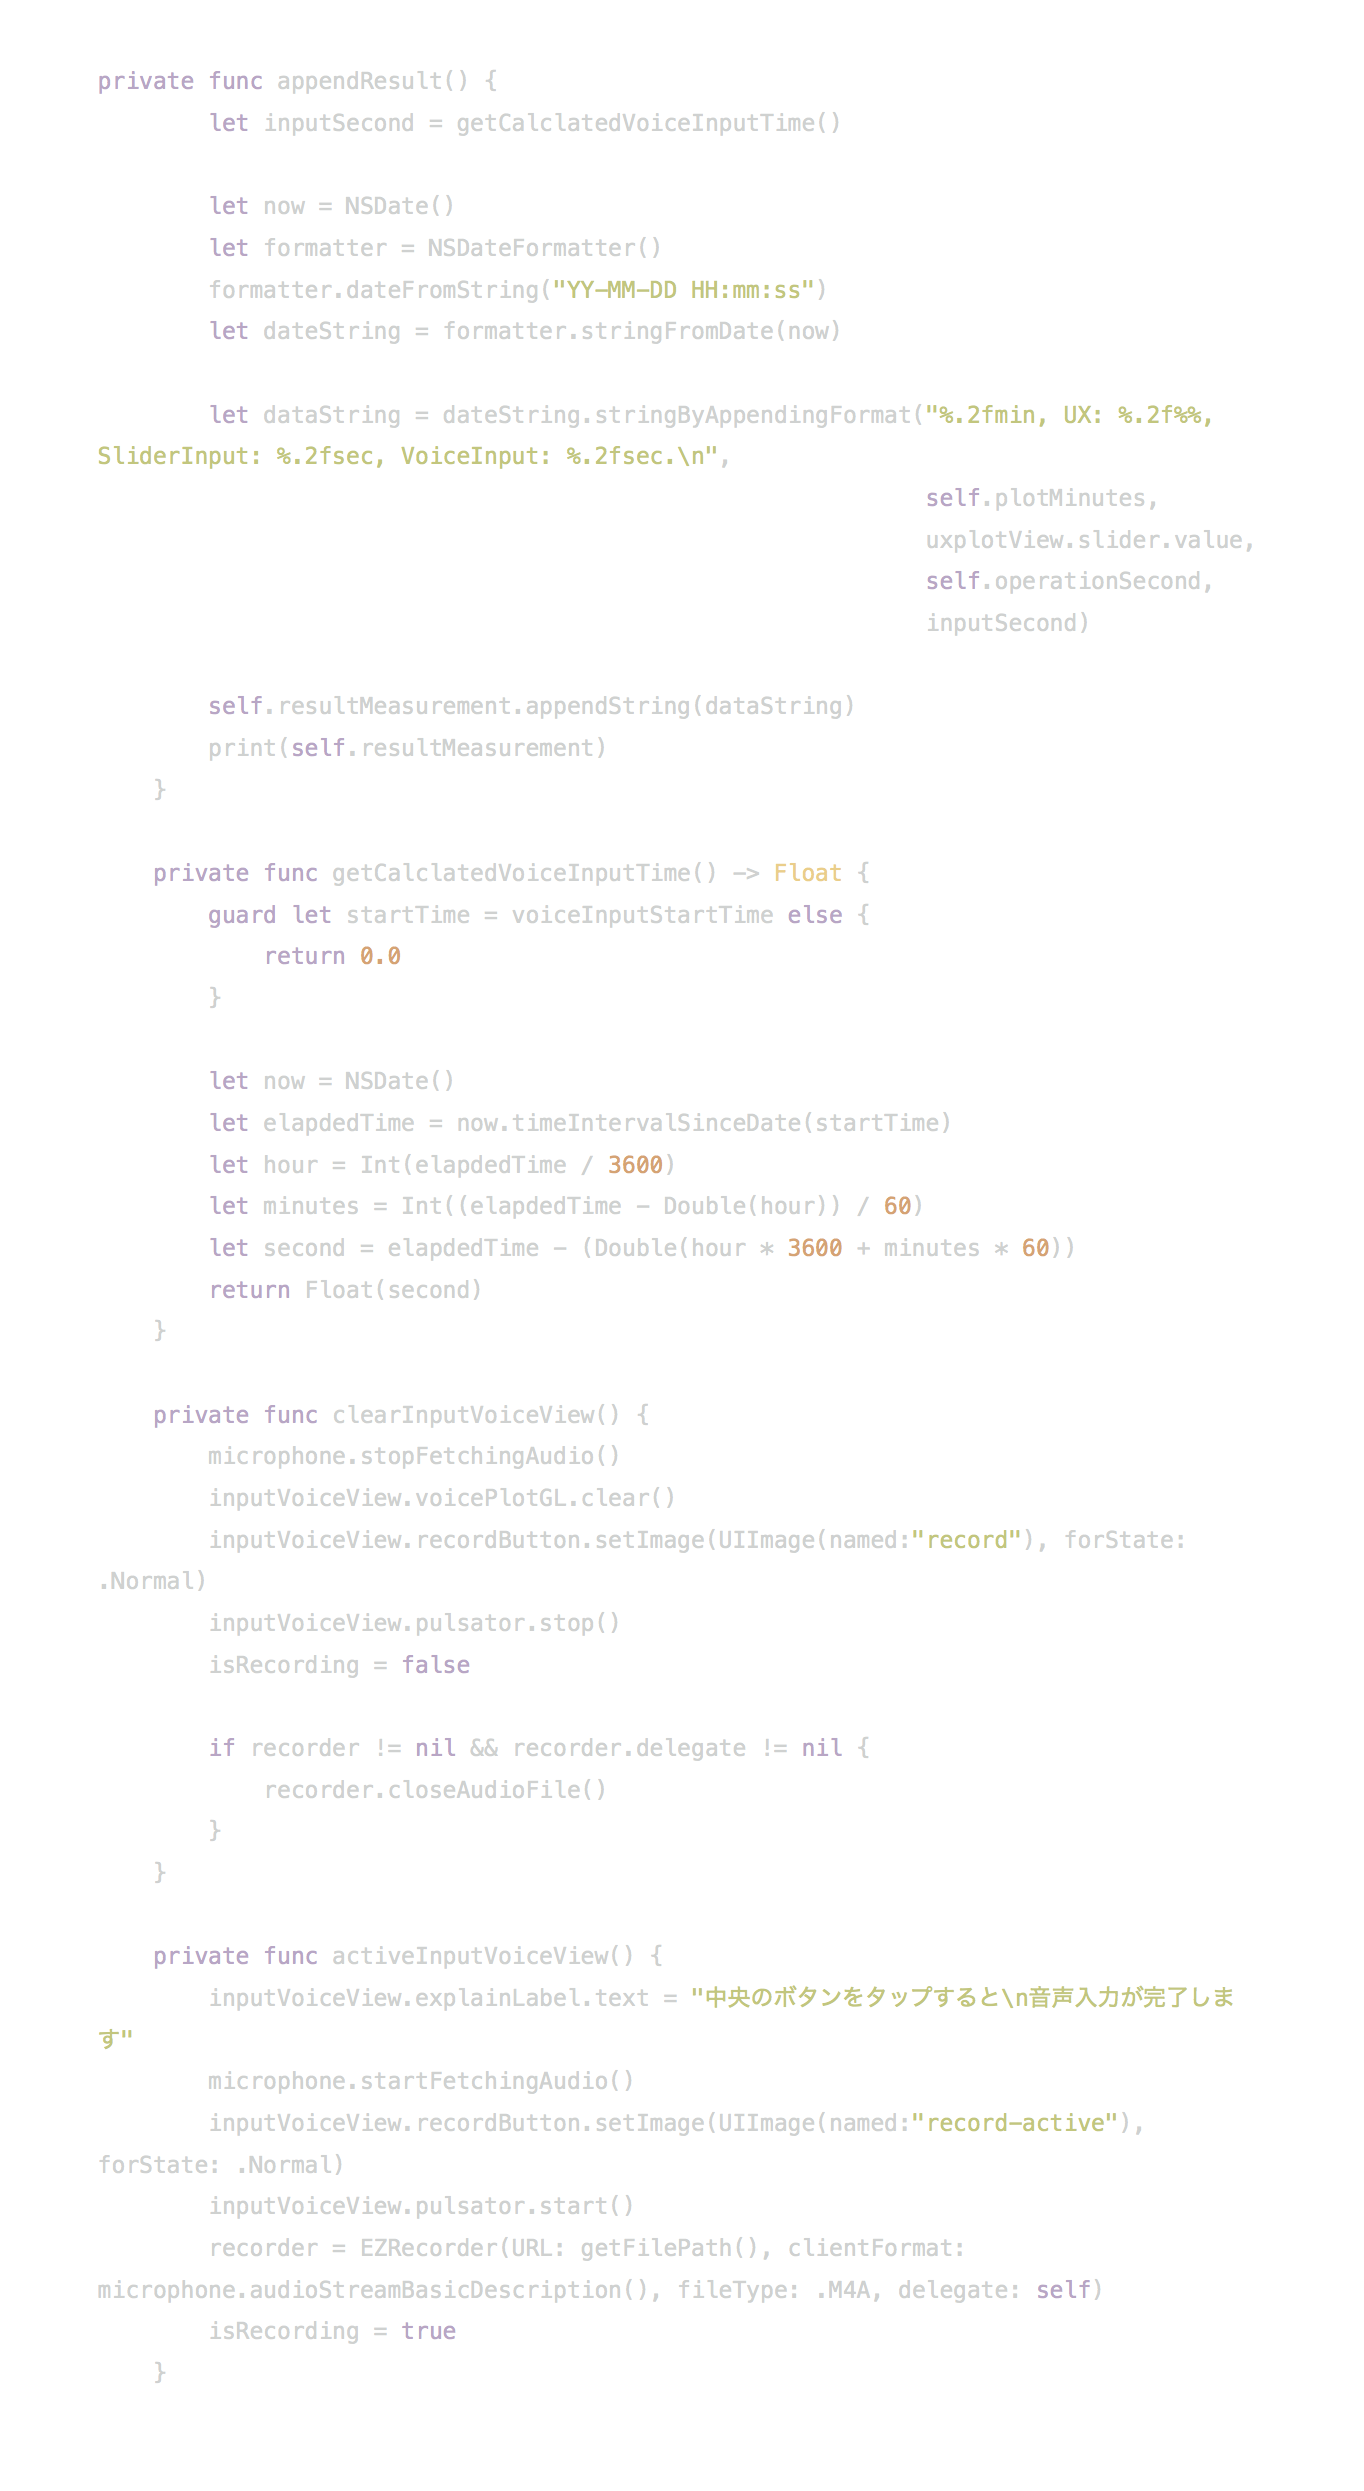 private func appendResult() {
let inputSecond = getCalclatedVoiceInputTime()
let now = NSDate()
let formatter = NSDateFormatter()
formatter.dateFromString("YY-MM-DD HH:mm:ss")
let dateString = formatter.stringFromDate(now)
let dataString = dateString.stringByAppendingFormat("%.2fmin, UX: %.2f%%,
SliderInput: %.2fsec, VoiceInput: %.2fsec.\n",
self.plotMinutes,
uxplotView.slider.value,
self.operationSecond,
inputSecond)
self.resultMeasurement.appendString(dataString)
print(self.resultMeasurement)
}
private func getCalclatedVoiceInputTime() -> Float {
guard let startTime = voiceInputStartTime else {
return 0.0
}
let now = NSDate()
let elapdedTime = now.timeIntervalSinceDate(startTime)
let hour = Int(elapdedTime / 3600)
let minutes = Int((elapdedTime - Double(hour)) / 60)
let second = elapdedTime - (Double(hour * 3600 + minutes * 60))
return Float(second)
}
private func clearInputVoiceView() {
microphone.stopFetchingAudio()
inputVoiceView.voicePlotGL.clear()
inputVoiceView.recordButton.setImage(UIImage(named:"record"), forState:
.Normal)
inputVoiceView.pulsator.stop()
isRecording = false
if recorder != nil && recorder.delegate != nil {
recorder.closeAudioFile()
}
}
private func activeInputVoiceView() {
inputVoiceView.explainLabel.text = "中央のボタンをタップすると\n音声入力が完了しま
す"
microphone.startFetchingAudio()
inputVoiceView.recordButton.setImage(UIImage(named:"record-active"),
forState: .Normal)
inputVoiceView.pulsator.start()
recorder = EZRecorder(URL: getFilePath(), clientFormat:
microphone.audioStreamBasicDescription(), fileType: .M4A, delegate: self)
isRecording = true
}